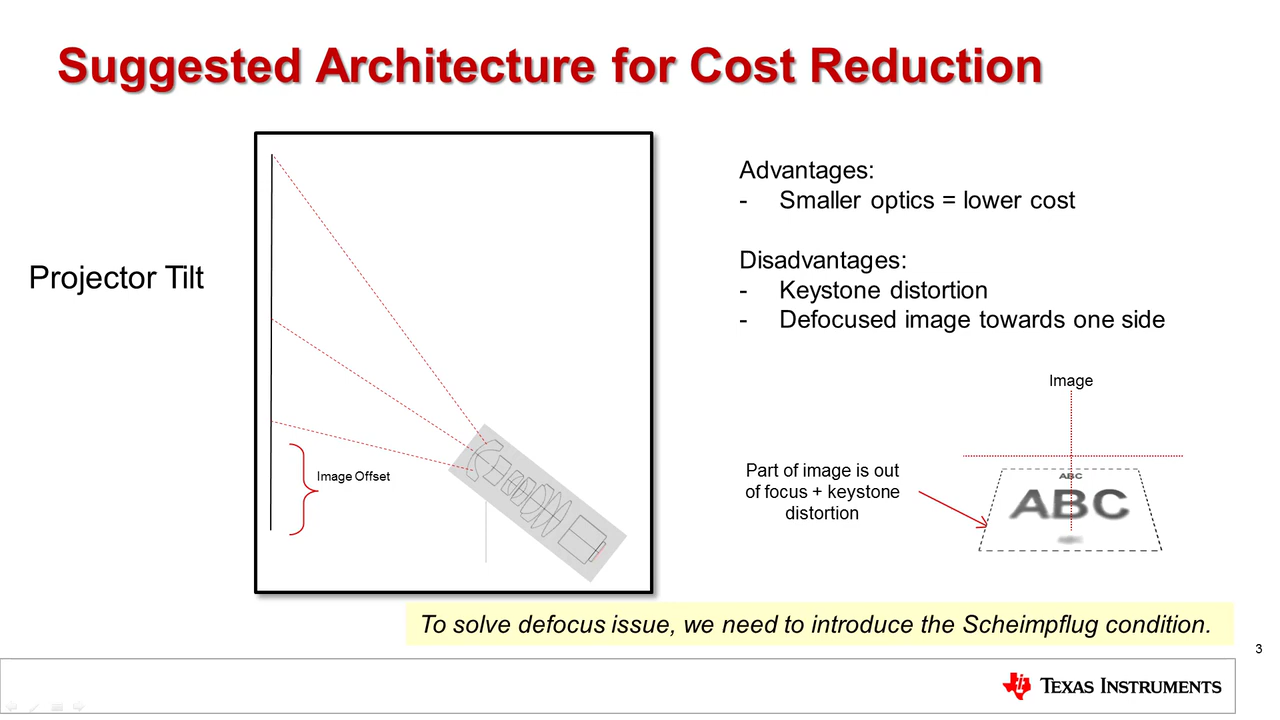 Suggested Architecture for Cost Reduction
Projector Tilt
Image Offset
Advantages:
- Smaller optics = lower cost
Disadvantages:
- Keystone distortion
- Defocused image towards one side
Image
Part of image is out
of focus + keystone
distortion
ABC
ABC
ABC
To solve defocus issue, we need to introduce the Scheimpflug condition.
3
TEXAS INSTRUMENTS